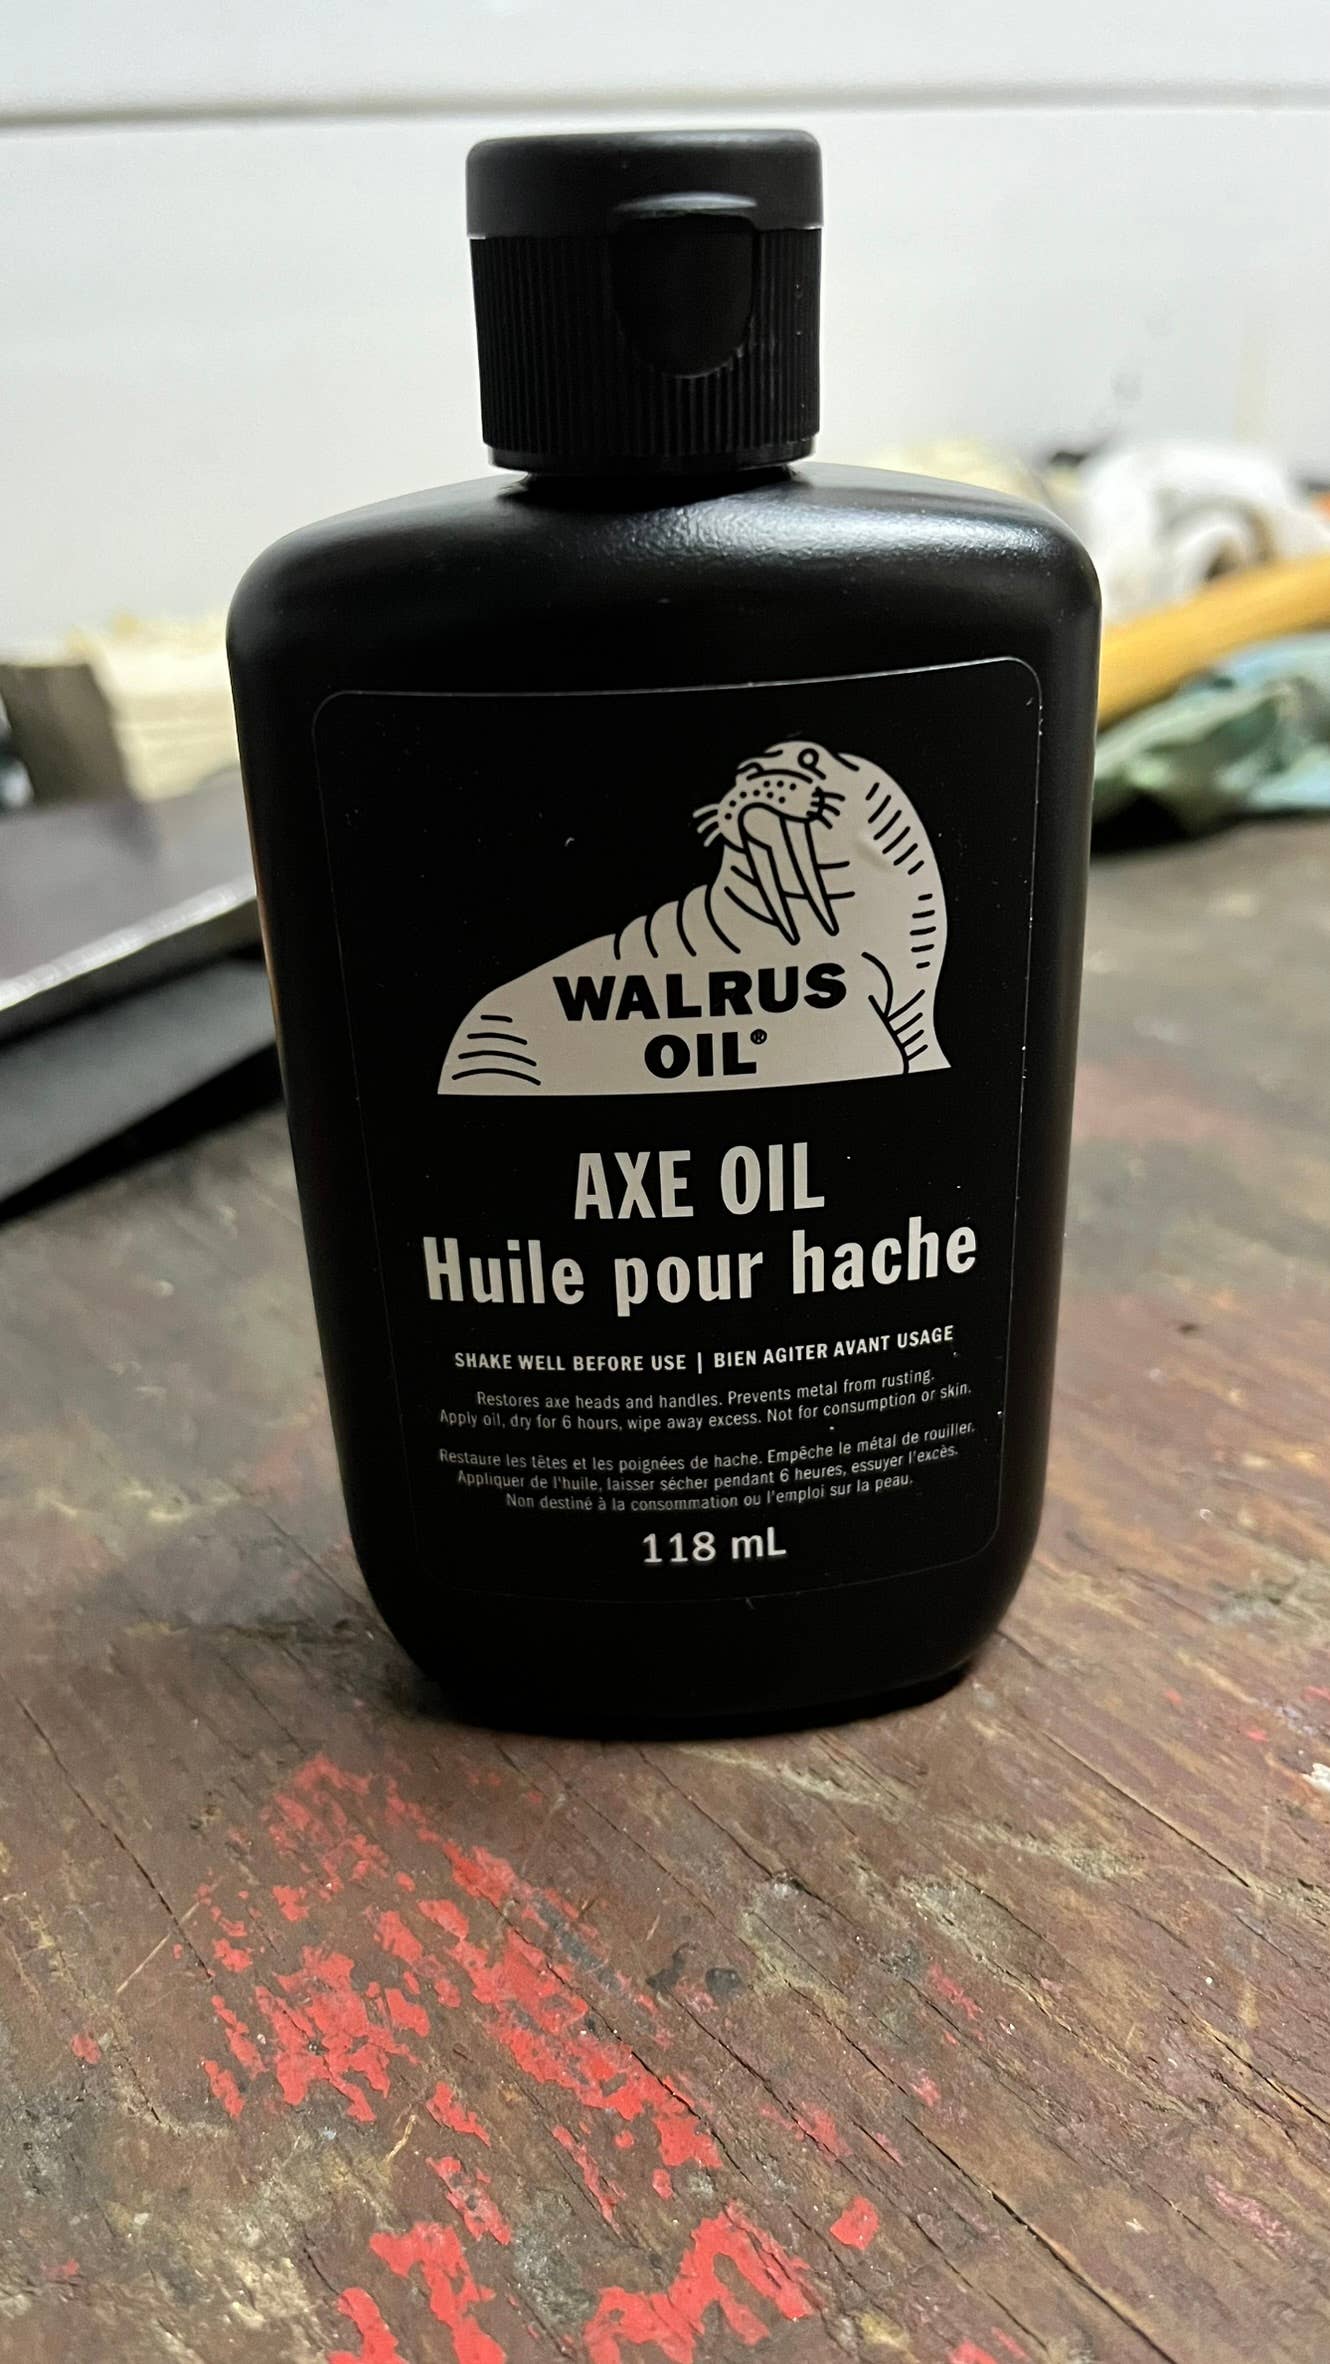 WALRUS
OIL®
AXE OIL
Huile pour hache
SHAKE WELL BEFORE USE | BIEN AGITER AVANT USAGE
Restores axe heads and handles. Prevents metal from rusting.
Apply oil, dry for 6 hours, wipe away excess. Not for consumption or skin.
Restaure les têtes et les poignées de hache. Empêche le métal de rouiller.
Appliquer de l'huile, laisser sécher pendant 6 heures, essuyer l'excès.
Non destiné à la consommation ou l'emploi sur la peau.
118 mL